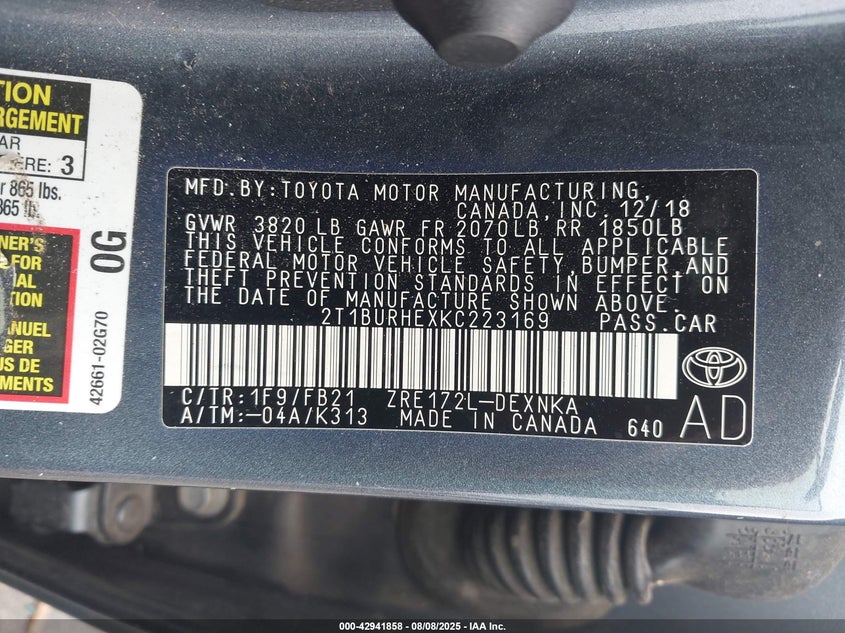 TION
RGEMENT
AR
ERE: 3
r 865 lbs.
865 lb
NER'S
FOR
AL
TION
ANUEL
GER
US DE
MENTS
0G
42661-02G70
MFD.BY:TOYOTA MOTOR MANUFACTURING,
CANADA,INC. 12/18
GVWR 3820 LB GAWR FR 2070LB RR 1850LB
THIS VEHICLE CONFORMS TO ALL APPLICABLE
FEDERAL MOTOR VEHICLE SAFETY,BUMPER,AND
THEFT PREVENTION STANDARDS IN EFFECT ON
THE DATE OF MANUFACTURE SHOWN ABOVE.
2T1BURHEXKC223169 PASS.CAR
C/TR:1F9/FB21 ZRE172L-DEXNKA
A/TM:-04A/K313 MADE IN CANADA 640 AD
000-42941858 - 08/08/2025 - IAA Inc.